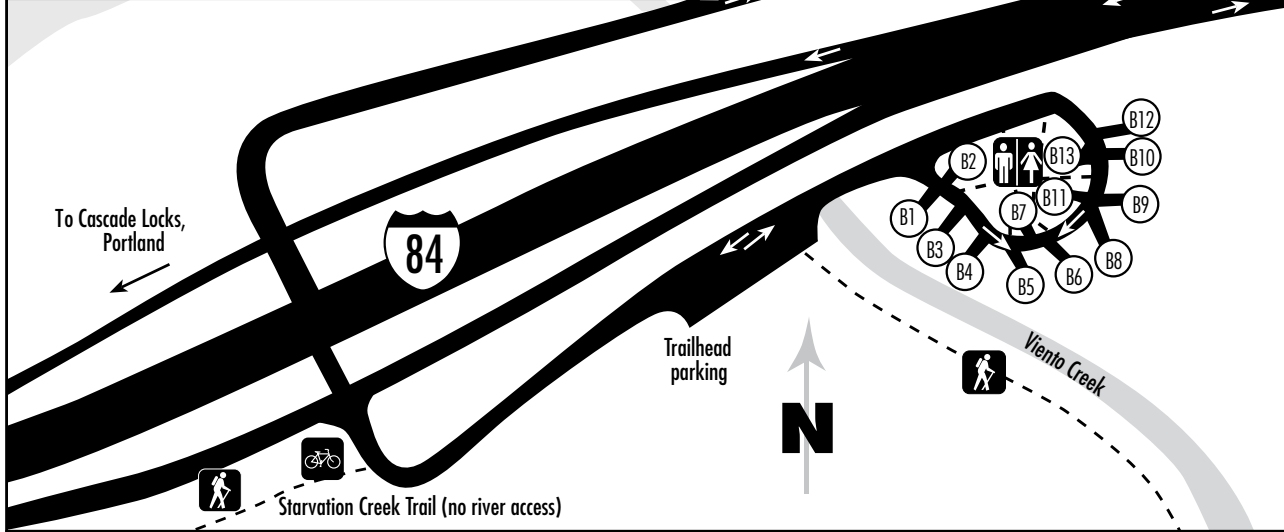 B12
B2
B13
B10
B11
B9
B7
B1
B3
B4
B8
B6
B5
To Cascade Locks,
Portland
84
Trailhead
parking
Viento Creek
N
Starvation Creek Trail (no river access)